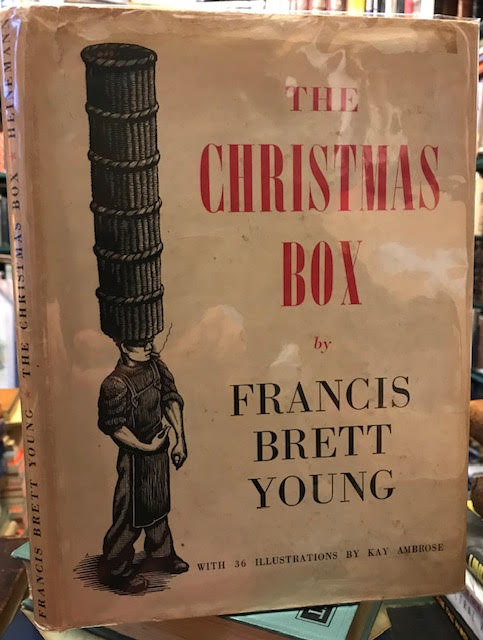 THE
CHRISTMAS
BOX
by
FRANCIS
BRETT
YOUNG
WITH 36 ILLUSTRATIONS BY KAY AMBROSE
FRANCIS BRETT YOUNG * THE CHRISTMAS BOX * HEINEMAN